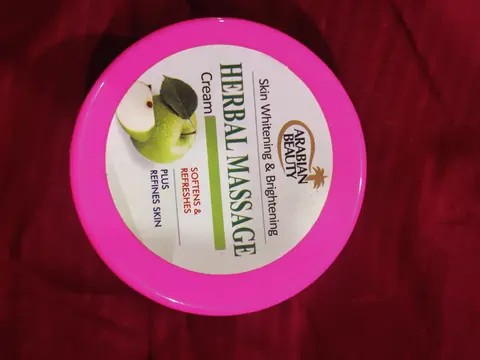 ARABIAN
BEAUTY
Skin Whitening & Brightening
HERBAL MASSAGE
Cream
SOFTENS &
REFRESHES
PLUS
REFINES SKIN